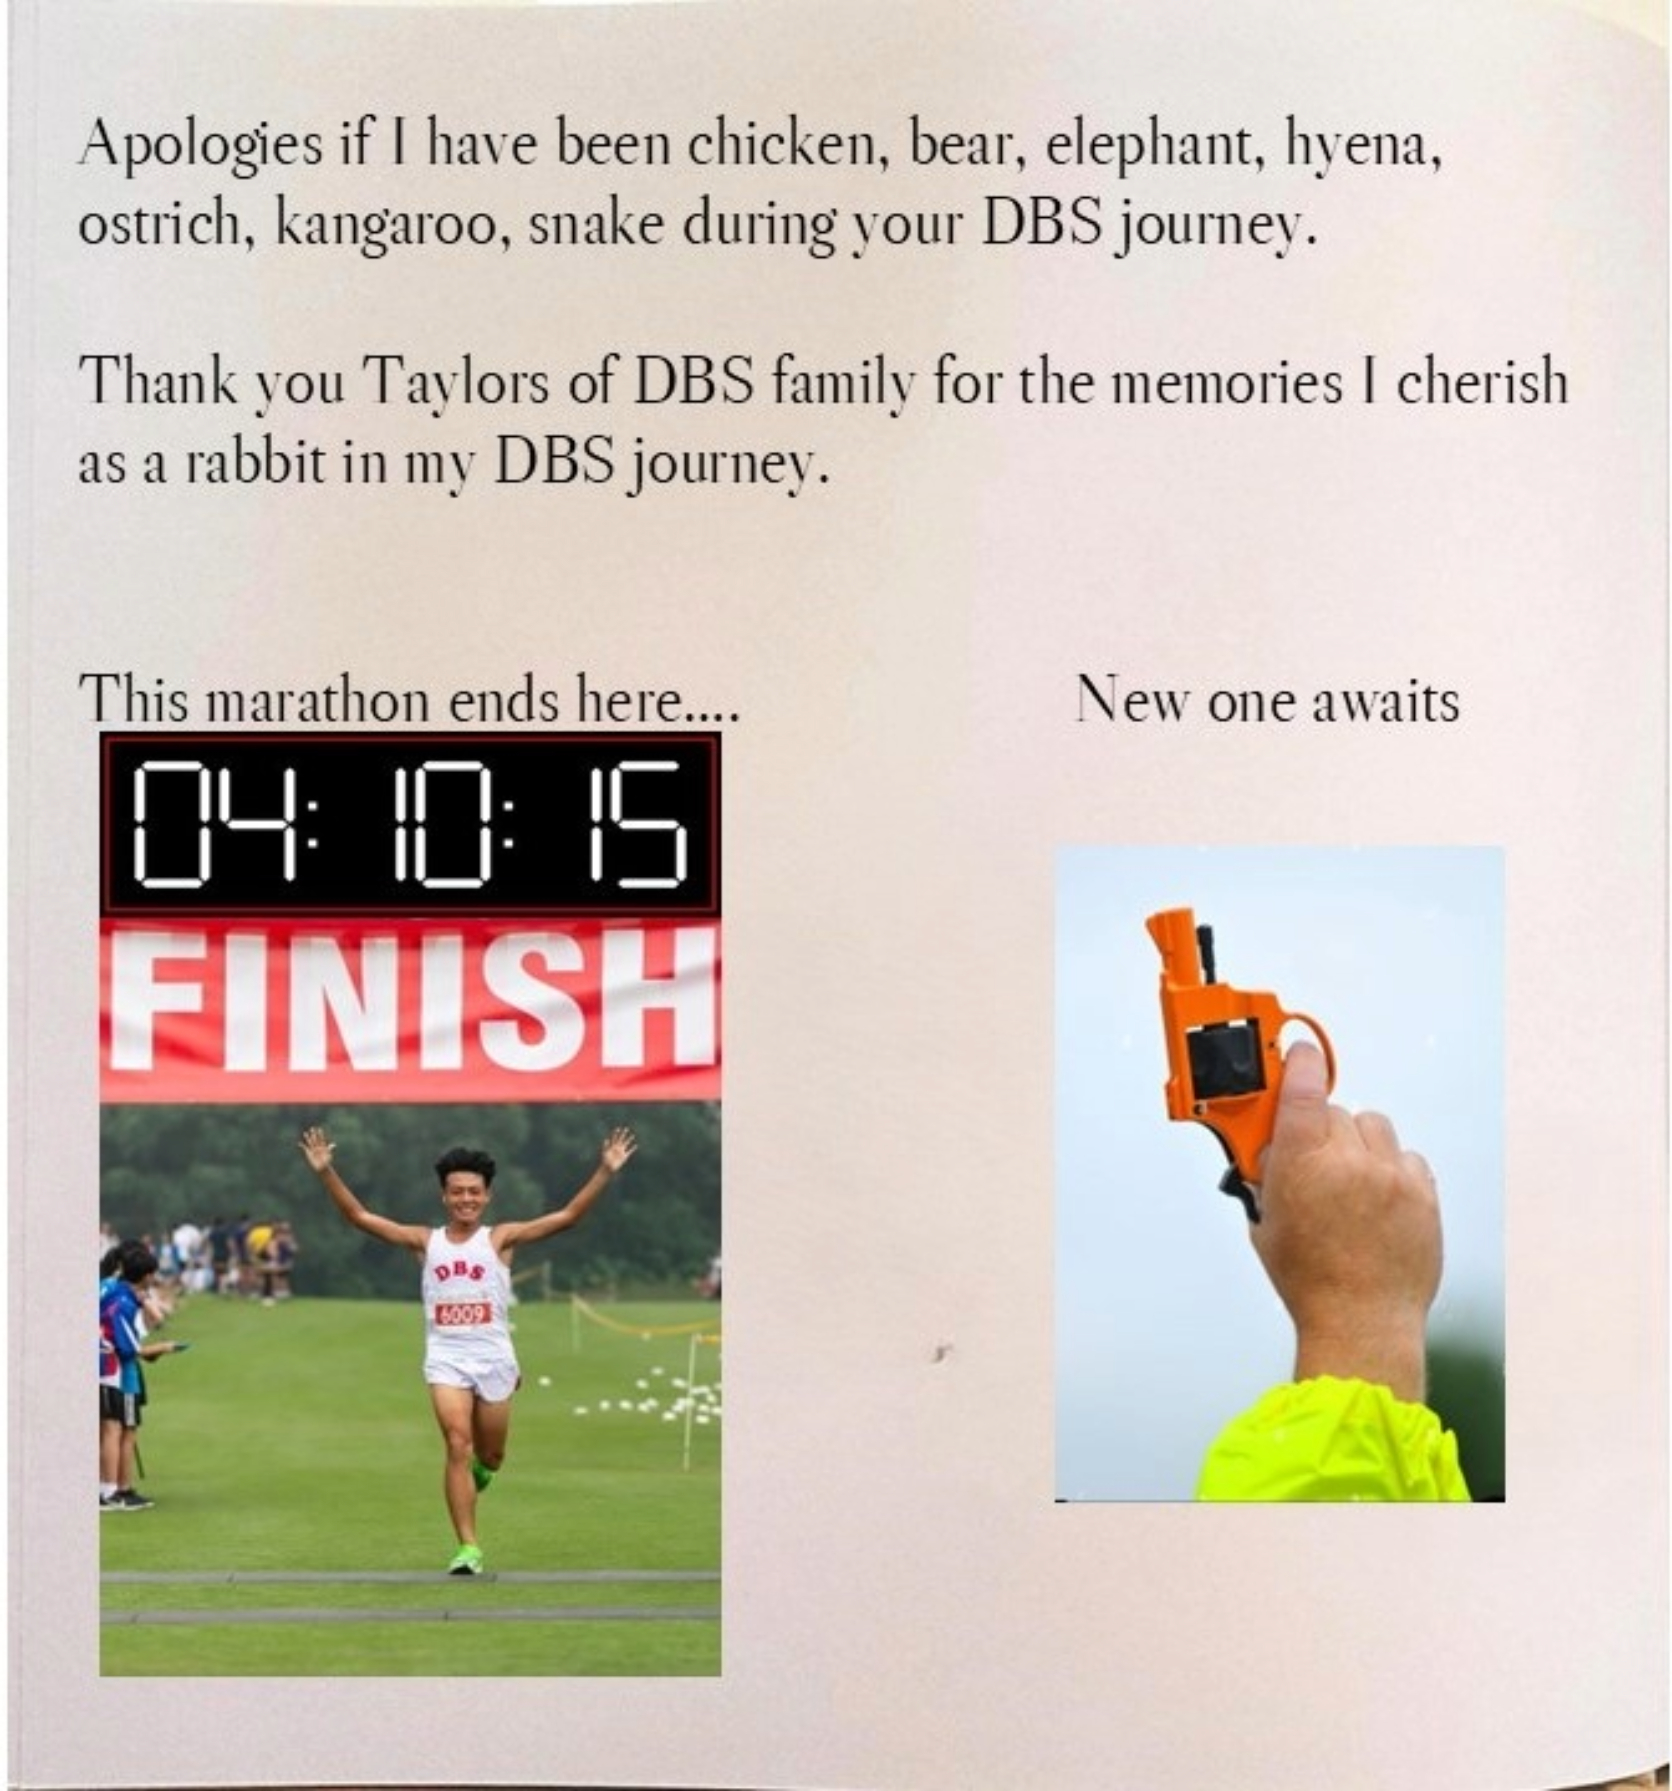 Apologies if I have been chicken, bear, elephant, hyena,
ostrich, kangaroo, snake during your DBS journey.
Thank you Taylors of DBS family for the memories I cherish
as a rabbit in my DBS journey.
This marathon ends here....
New one awaits
04: 10: 15
FINISH
DBS
6009